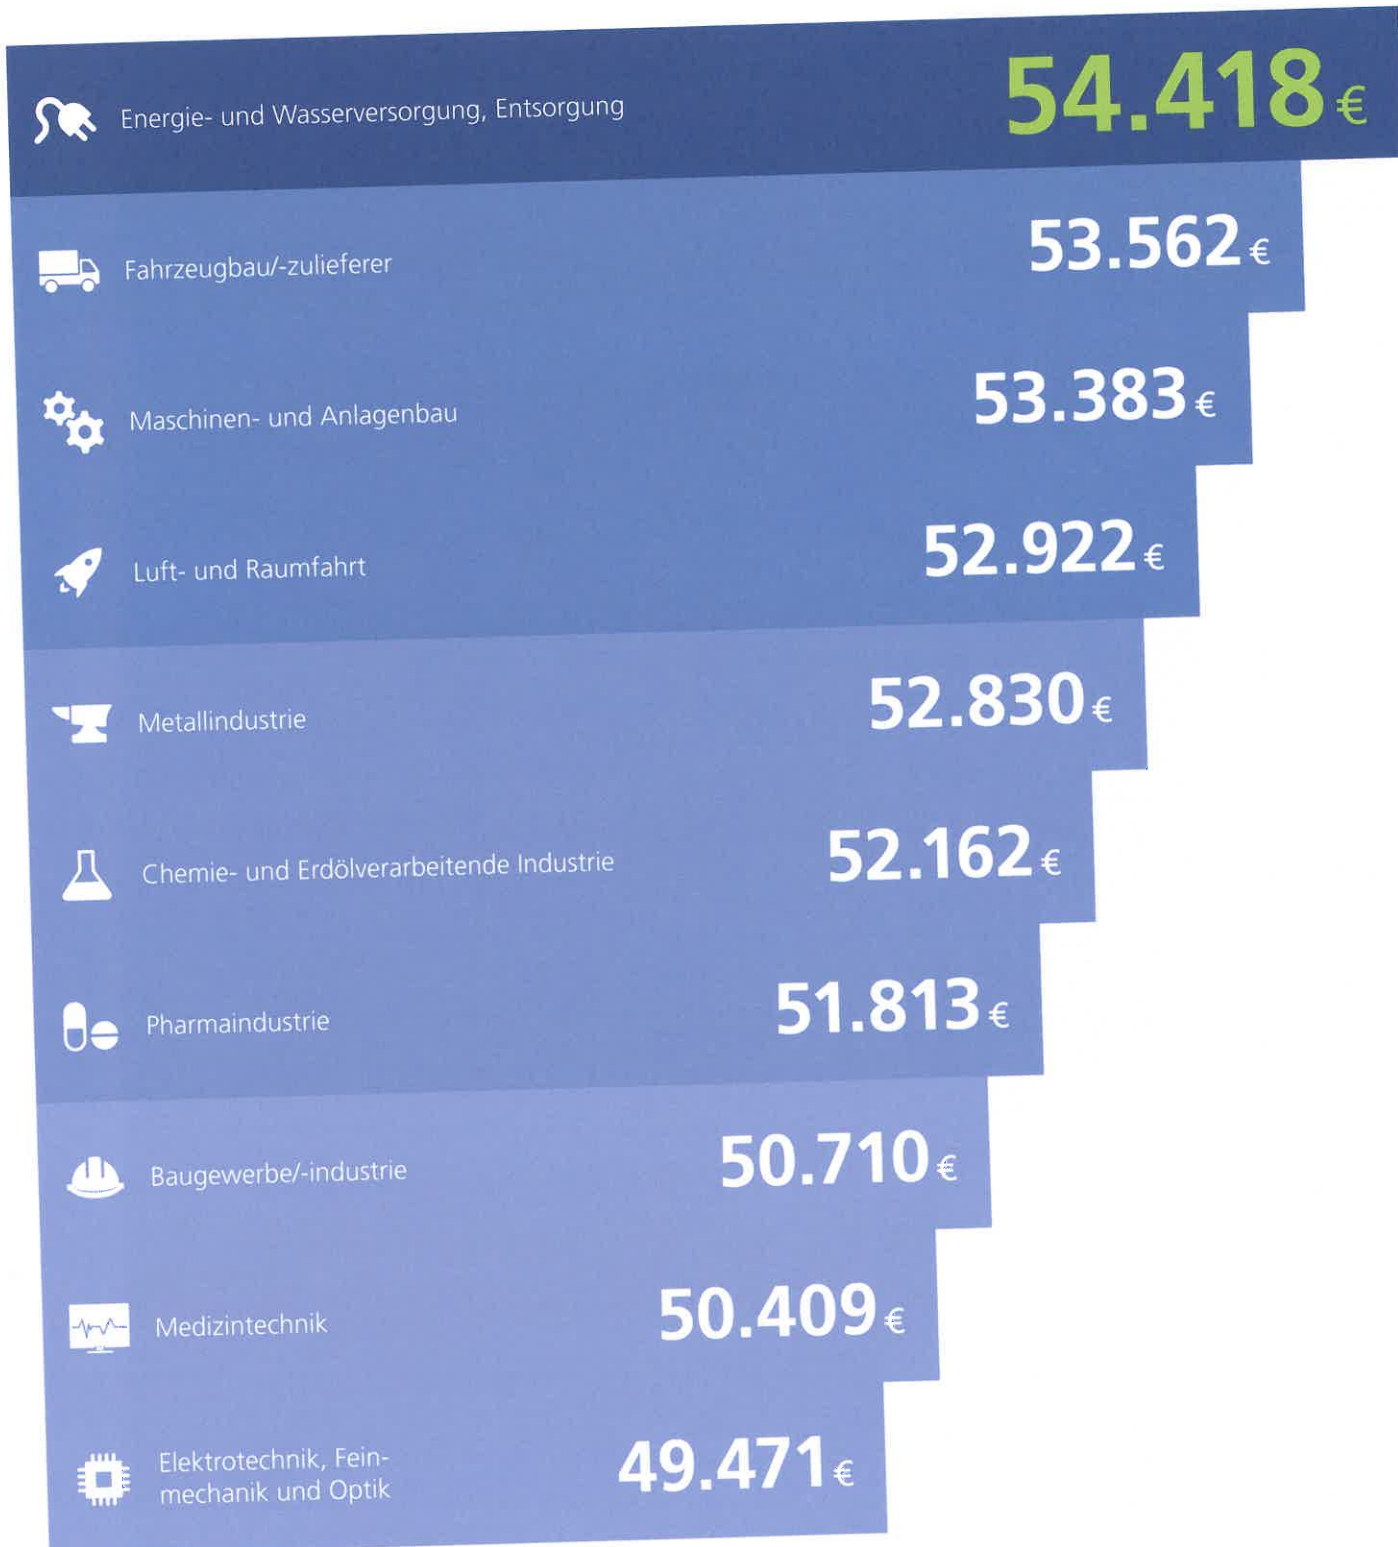 Energie- und Wasserversorgung, Entsorgung 54.418 €
Fahrzeugbau/-zulieferer 53.562 €
Maschinen- und Anlagenbau 53.383 €
Luft- und Raumfahrt 52.922 €
Metallindustrie 52.830 €
Chemie- und Erdölverarbeitende Industrie 52.162 €
Pharmaindustrie 51.813 €
Baugewerbe/-industrie 50.710 €
Medizintechnik 50.409 €
Elektrotechnik, Fein-
mechanik und Optik 49.471 €